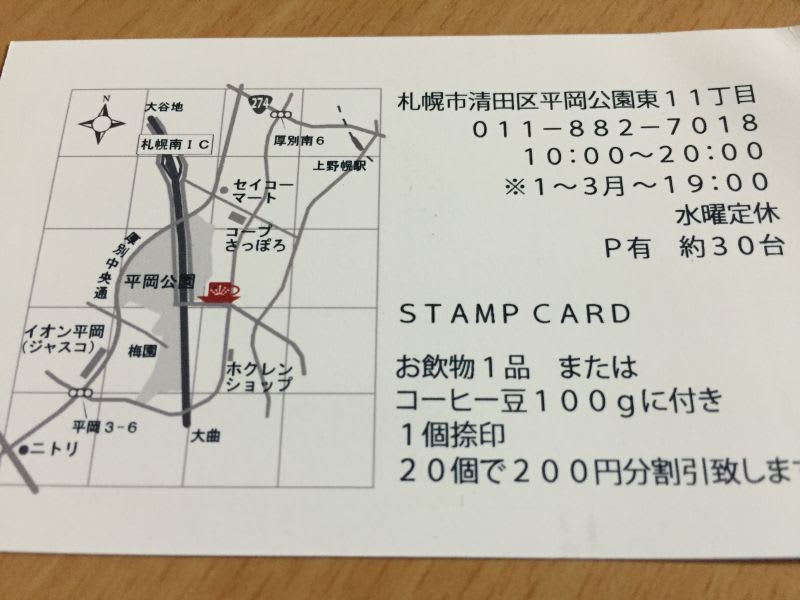 N
大谷地
274
札幌南IC
厚別南6
上野幌駅
セイコー
マート
コープ
さっぽろ
厚別中央通
平岡公園
イオン平岡
(ジャスコ)
梅園
ホクレン
ショップ
平岡3-6
大曲
ニトリ
札幌市清田区平岡公園東１１丁目
０１１－８８２－７０１８
１０：００～２０：００
※１～３月～１９：００
水曜定休
Ｐ有　約３０台
ＳＴＡＭＰ ＣＡＲＤ
お飲物１品　または
コーヒー豆１００ｇに付き
１個捺印
２０個で２００円分割引致しま